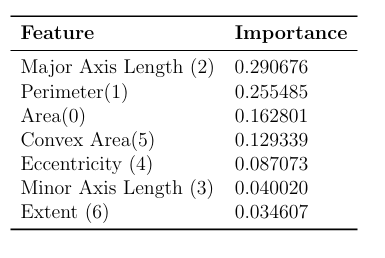 Feature Importance
Major Axis Length (2) 0.290676
Perimeter(1) 0.255485
Area(0) 0.162801
Convex Area(5) 0.129339
Eccentricity (4) 0.087073
Minor Axis Length (3) 0.040020
Extent (6) 0.034607